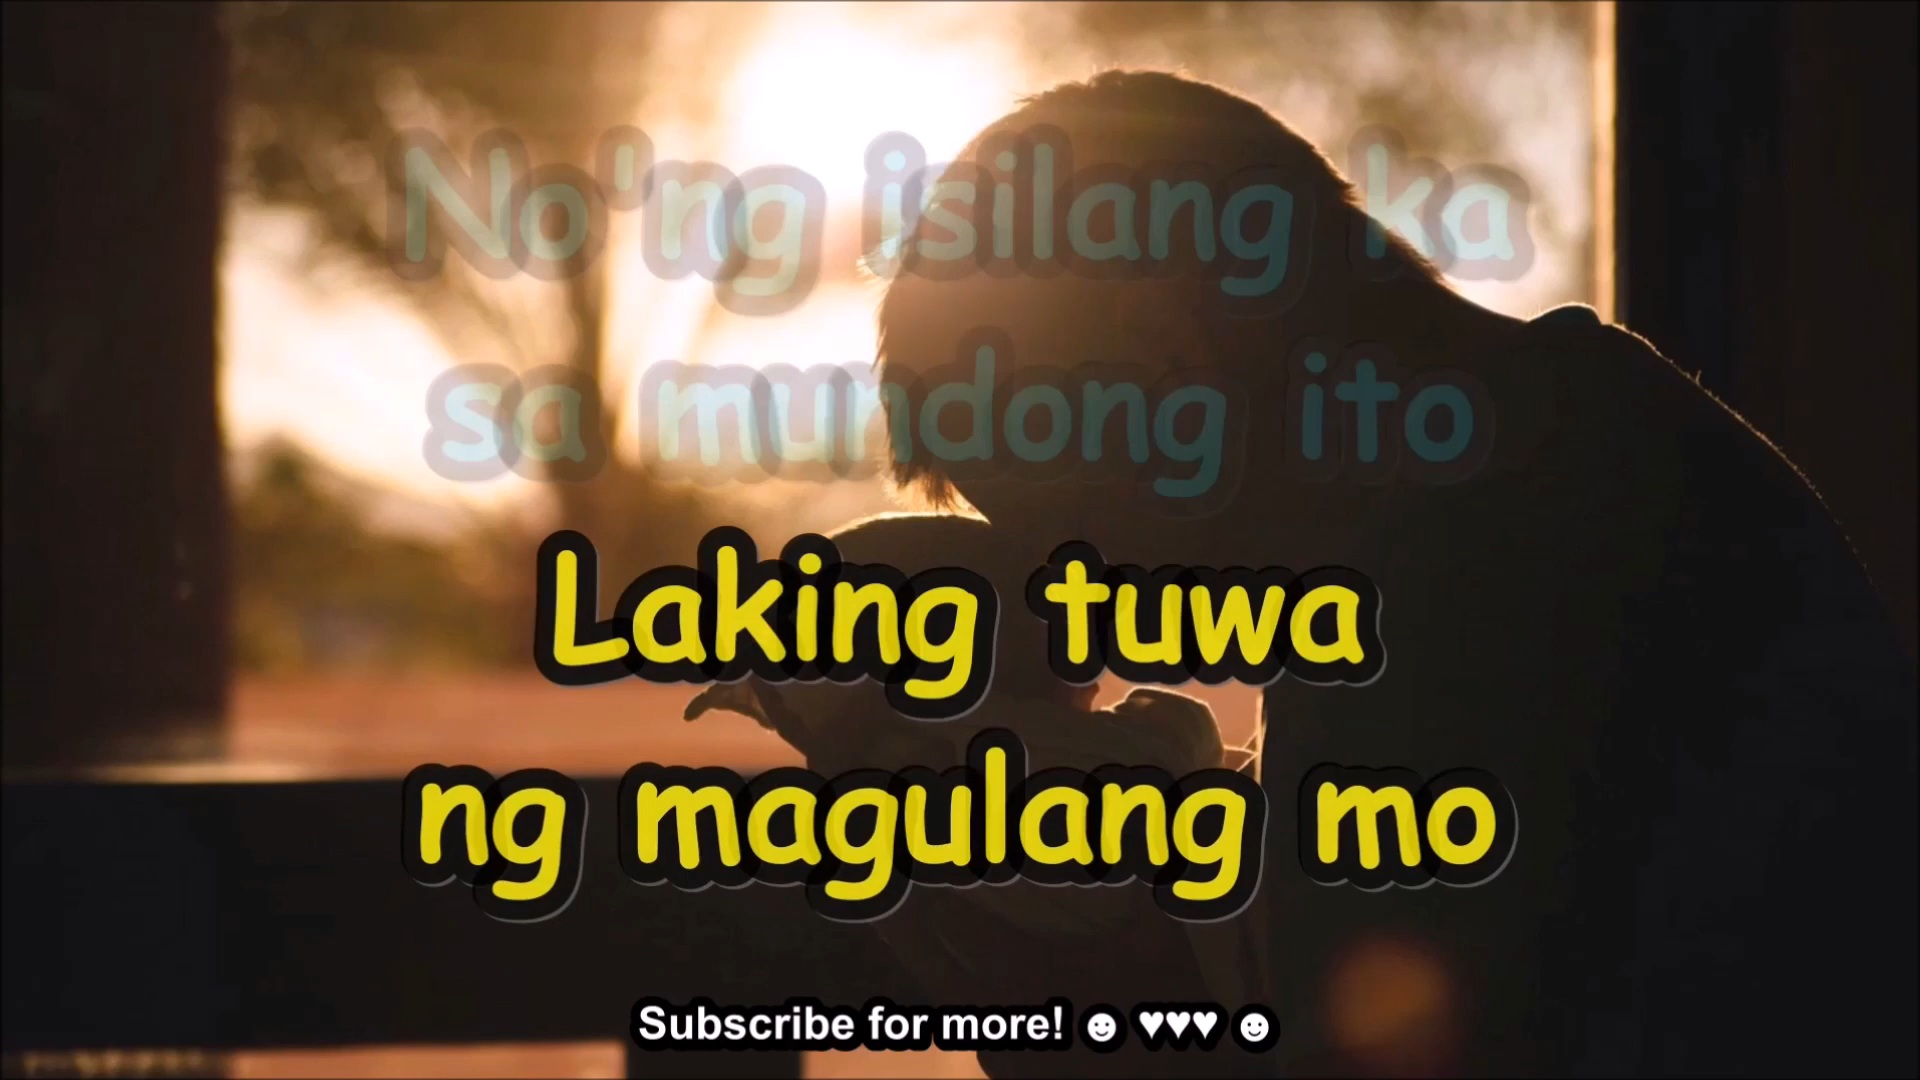 No'ng isilang ka
sa mundong ito
Laking tuwa
ng magulang mo
Subscribe for more! ☻ ♥♥♥ ☻